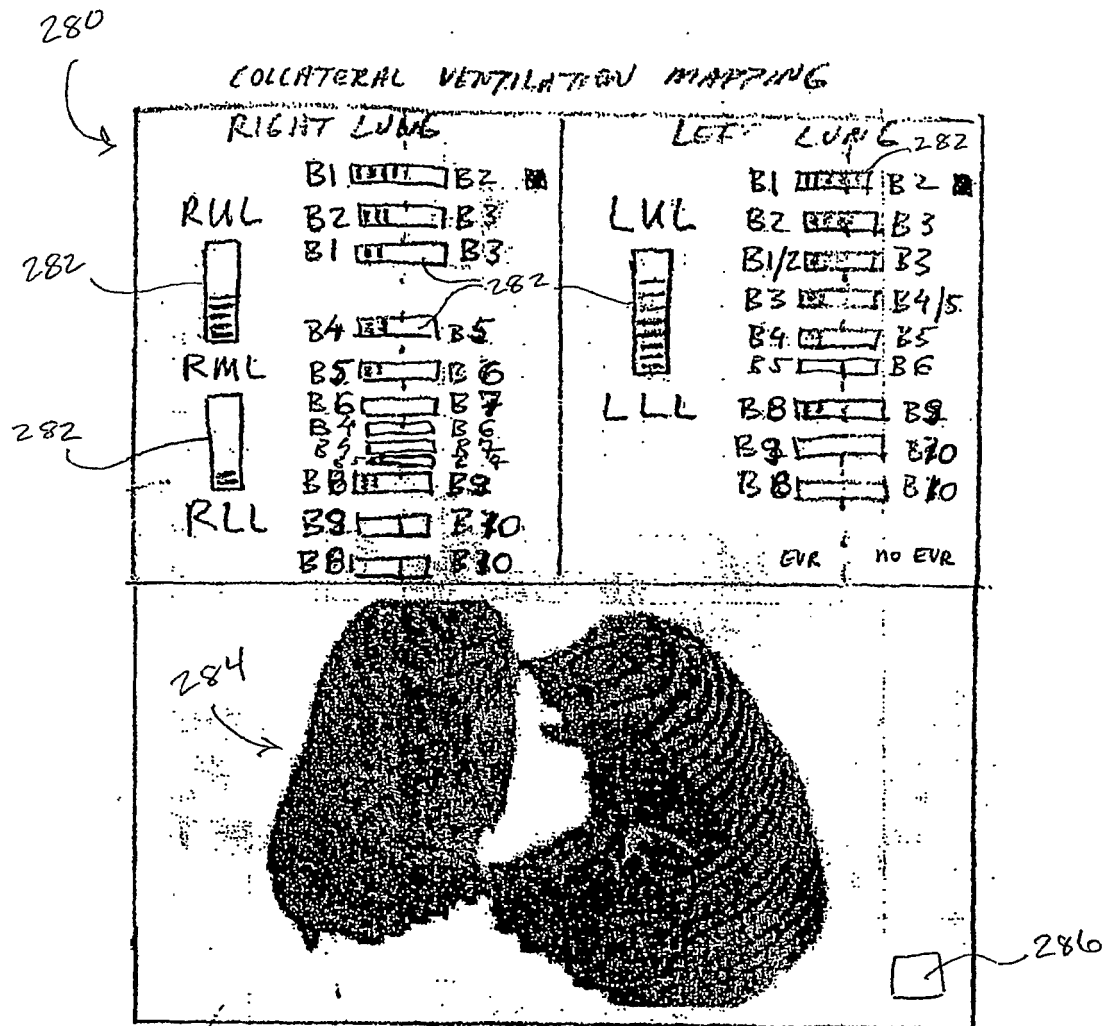 280
COLLATERAL VENTILATION MAPPING
RIGHT LUNG
B1 B2
B2 B3
B1 B3
B4 B5
B5 B6
B6 B7
B4 B6
B8 B9
B9 B10
B8 B10
RUL
RML
RLL
282
282
282
LEFT LUNG
282
B1 B2
B2 B3
B1/2 B3
B3 B4/5
B4 B5
B5 B6
B8 B9
B9 B10
B8 B10
LUL
LLL
EVR no EVR
284
286